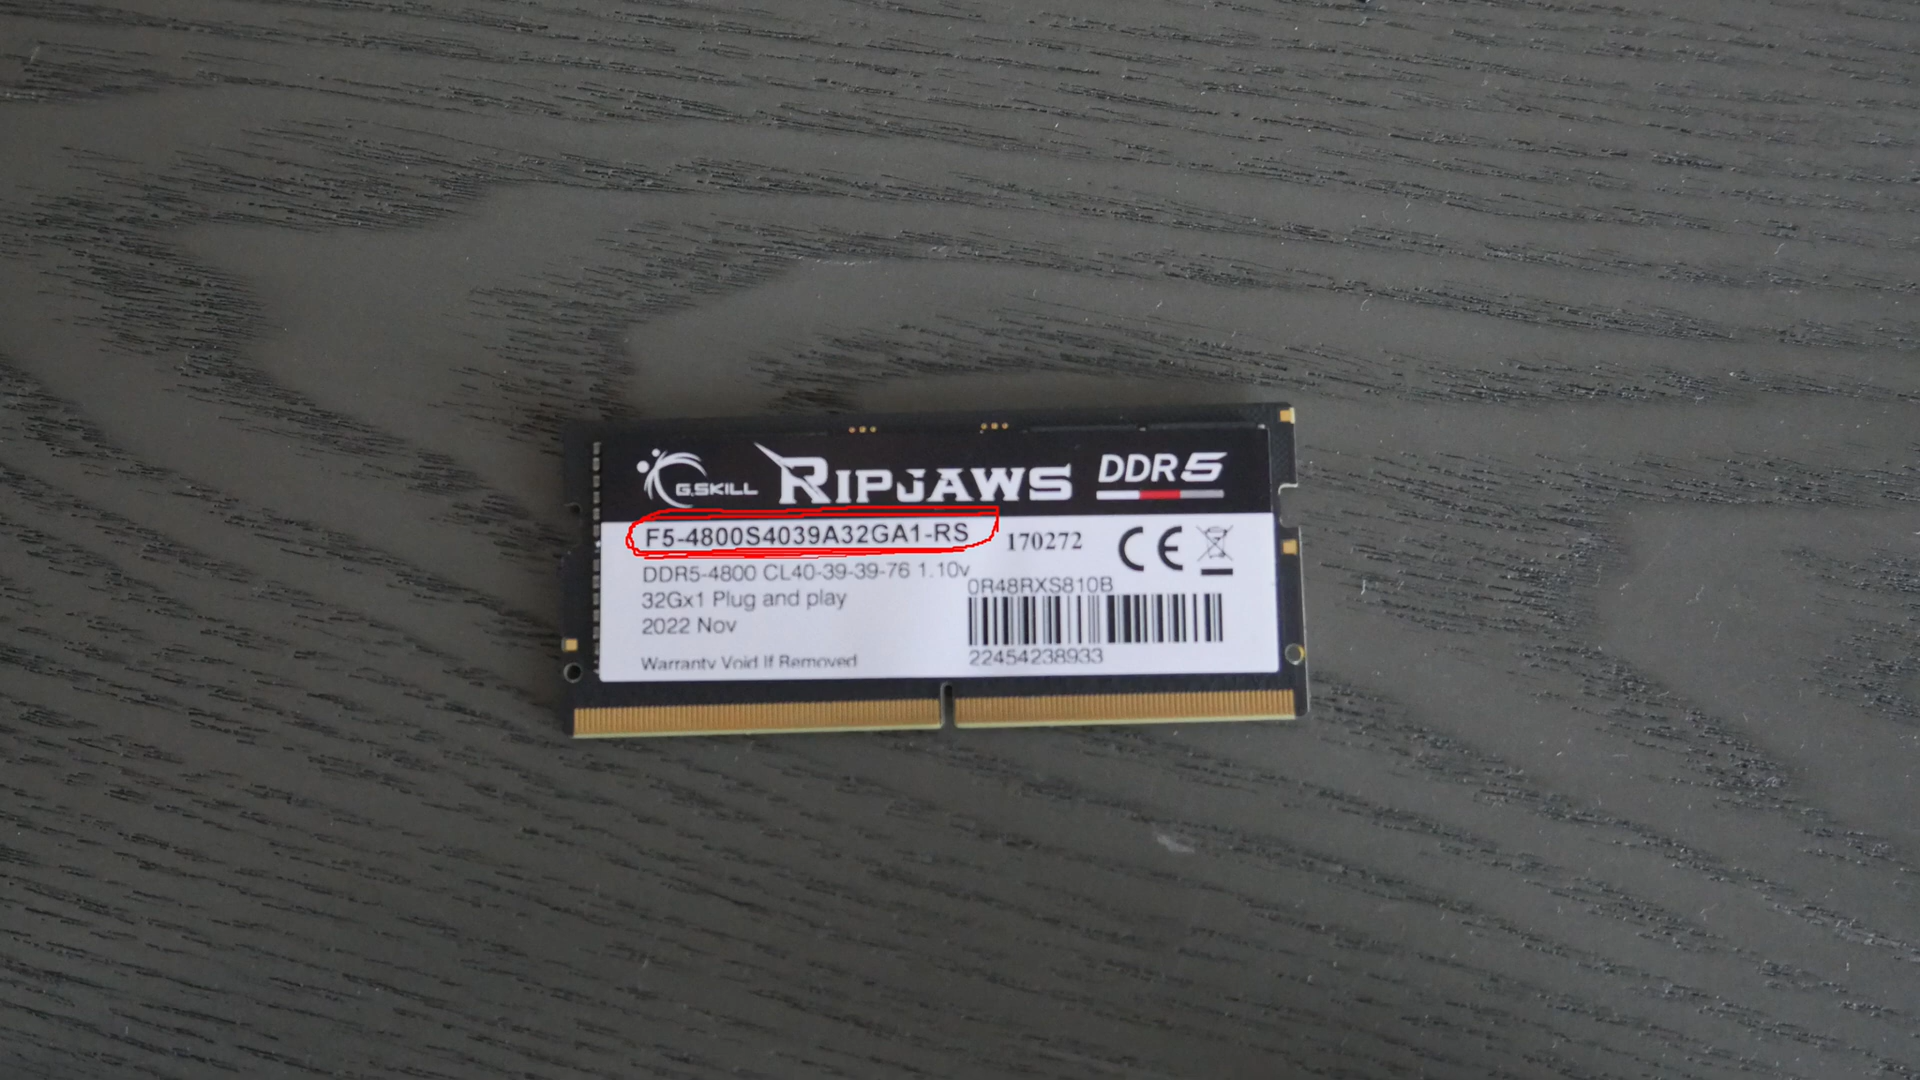 G.SKILL RIPJAWS DDR5
F5-4800S4039A32GA1-RS
170272
CE
DDR5-4800 CL40-39-39-76 1.10v
32Gx1 Plug and play
2022 Nov
Warranty Void If Removed
0R48RXS810B
22454238933